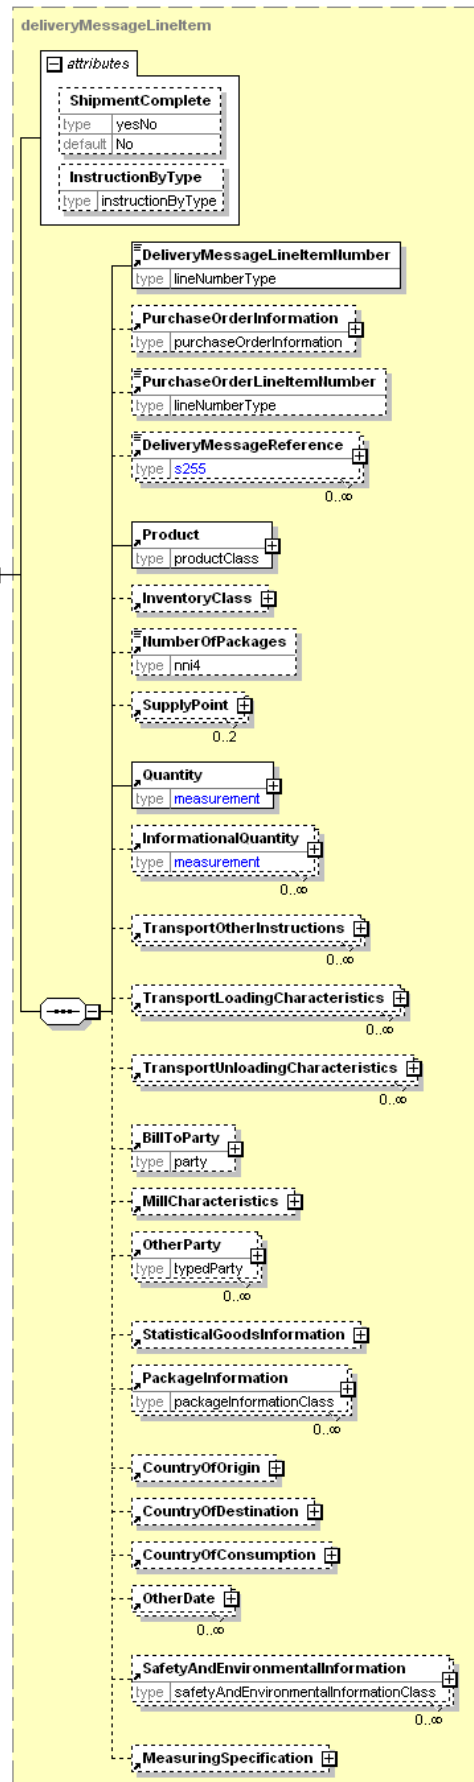 deliveryMessageLineItem
attributes
ShipmentComplete
type yesNo
default No
InstructionByType
type instructionByType
DeliveryMessageLineItemNumber
type lineNumberType
PurchaseOrderInformation
type purchaseOrderInformation
PurchaseOrderLineItemNumber
type lineNumberType
DeliveryMessageReference
type s255
0..∞
Product
type productClass
InventoryClass
NumberOfPackages
type nni4
SupplyPoint
0..2
Quantity
type measurement
InformationalQuantity
type measurement
0..∞
TransportOtherInstructions
0..∞
TransportLoadingCharacteristics
0..∞
TransportUnloadingCharacteristics
0..∞
BillToParty
type party
MillCharacteristics
OtherParty
type typedParty
0..∞
StatisticalGoodsInformation
PackageInformation
type packageInformationClass
0..∞
CountryOfOrigin
CountryOfDestination
CountryOfConsumption
OtherDate
0..∞
SafetyAndEnvironmentalInformation
type safetyAndEnvironmentalInformationClass
0..∞
MeasuringSpecification